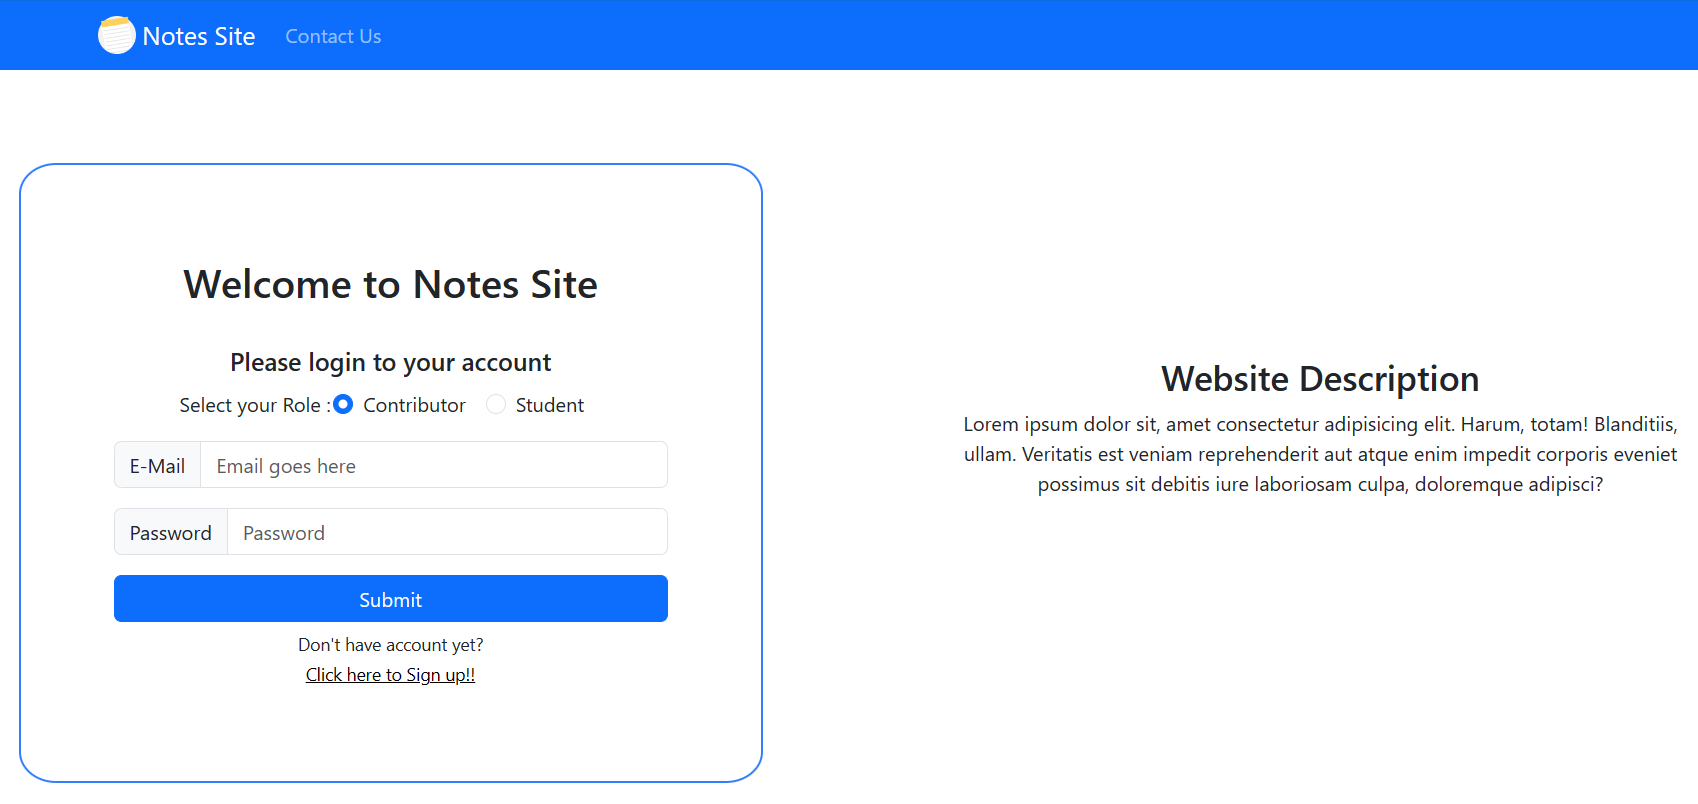 Notes Site
Contact Us
Welcome to Notes Site
Please login to your account
Select your Role : Contributor Student
E-Mail Email goes here
Password Password
Submit
Don't have account yet?
Click here to Sign up!!
Website Description
Lorem ipsum dolor sit, amet consectetur adipisicing elit. Harum, totam! Blanditiis,
ullam. Veritatis est veniam reprehenderit aut atque enim impedit corporis eveniet
possimus sit debitis iure laboriosam culpa, doloremque adipisci?